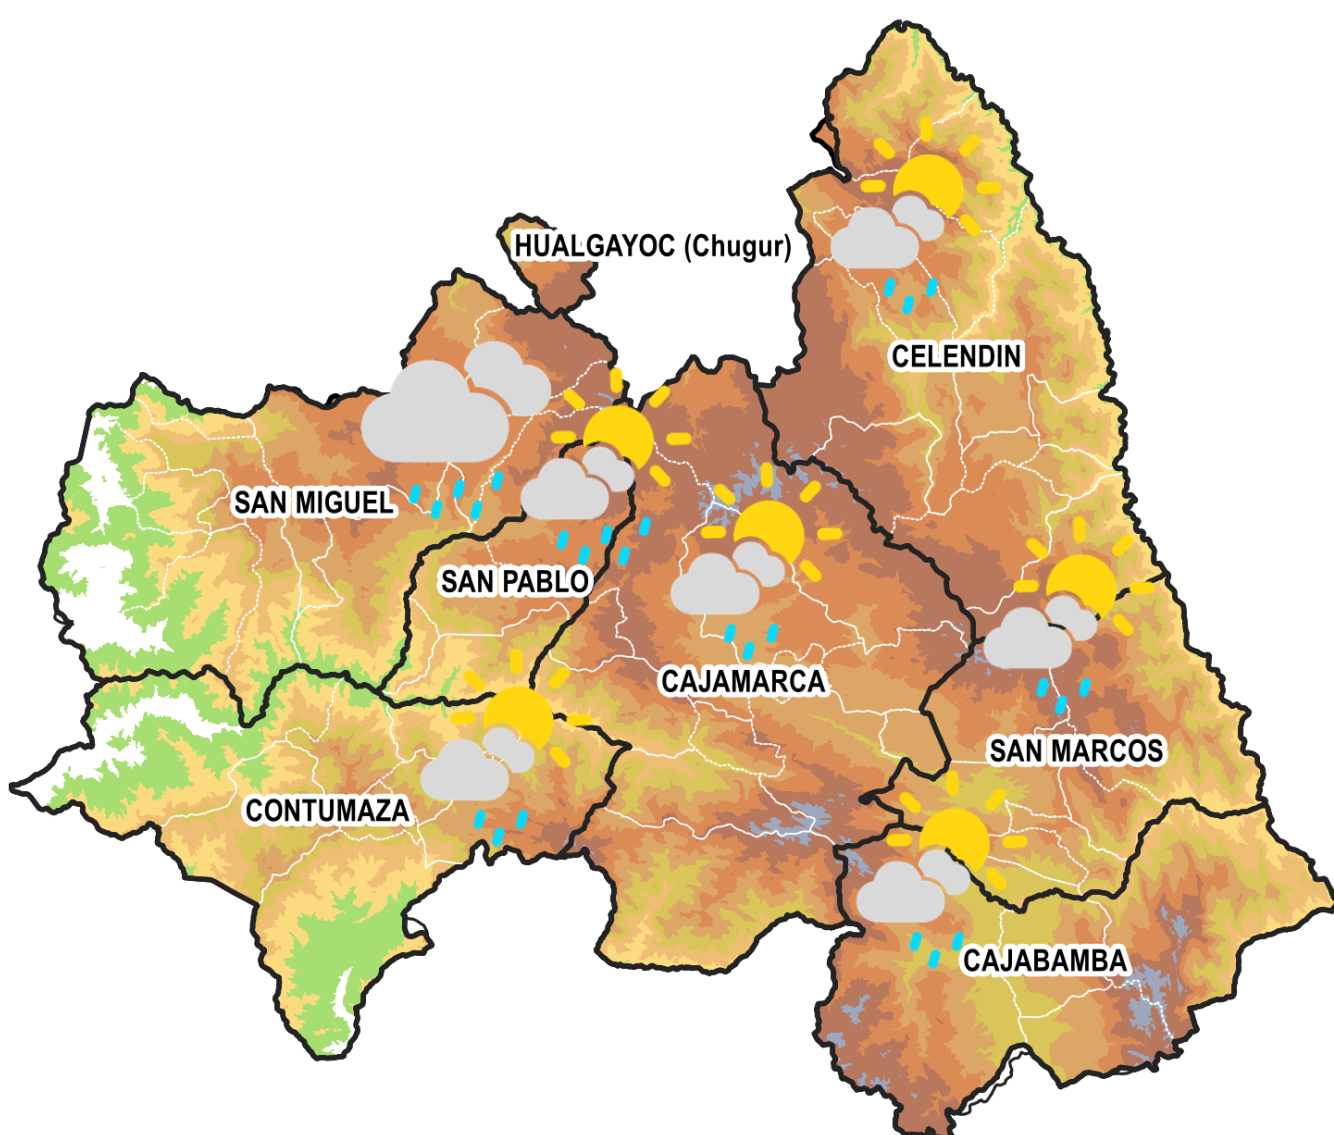 HUALGAYOC (Chugur)
CELENDIN
SAN MIGUEL
SAN PABLO
CAJAMARCA
SAN MARCOS
CONTUMAZA
CAJABAMBA